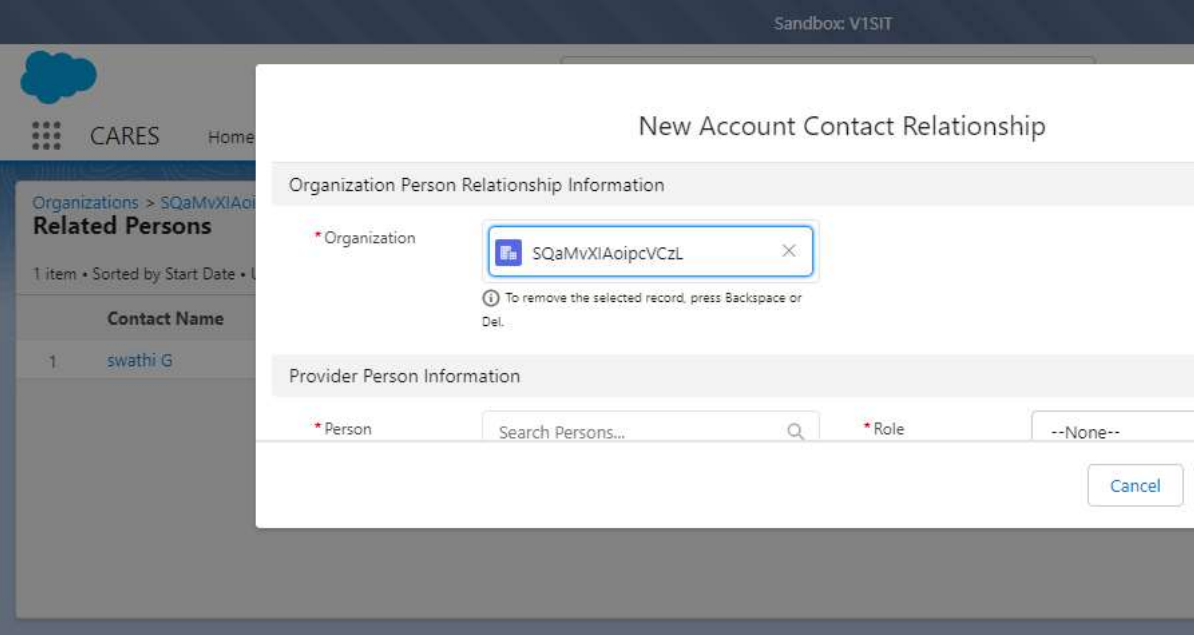 Sandbox: V1SIT
CARES Home
New Account Contact Relationship
Organizations > SQaMvXIAoi
Related Persons
1 item • Sorted by Start Date •
Contact Name
1 swathi G
Organization Person Relationship Information
*Organization
SQaMvXIAoipcVCzL
To remove the selected record, press Backspace or
Del.
Provider Person Information
*Person Search Persons... *Role --None--
Cancel